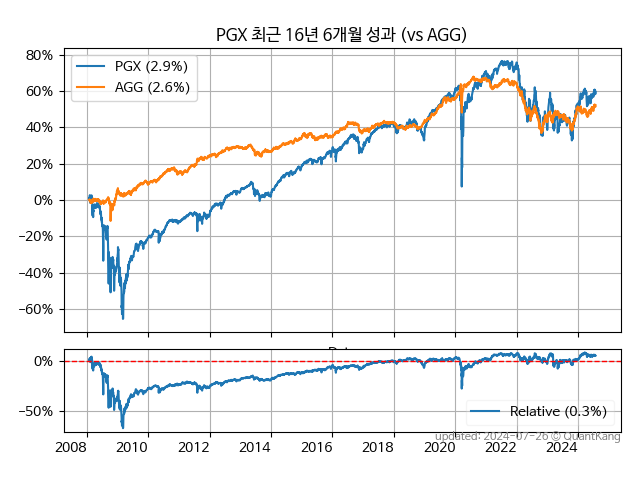 PGX 최근 16년 6개월 성과 (vs AGG)
80%
60%
40%
20%
0%
−20%
−40%
−60%
PGX (2.9%)
AGG (2.6%)
0%
−50%
Relative (0.3%)
2008 2010 2012 2014 2016 2018 2020 2022 2024
updated: 2024-07-26 © QuantKang